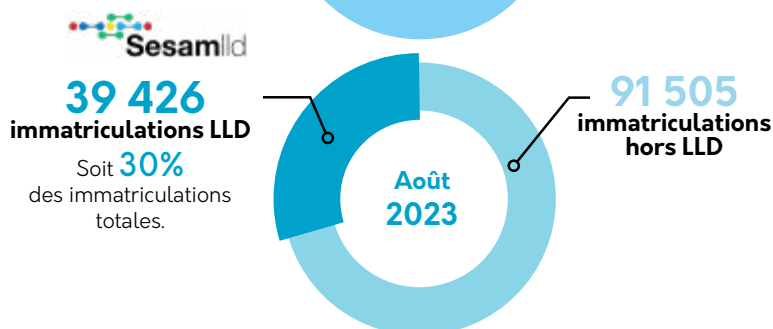 Sesamlld
39 426
immatriculations LLD
Soit 30%
des immatriculations
totales.
Août
2023
91 505
immatriculations
hors LLD